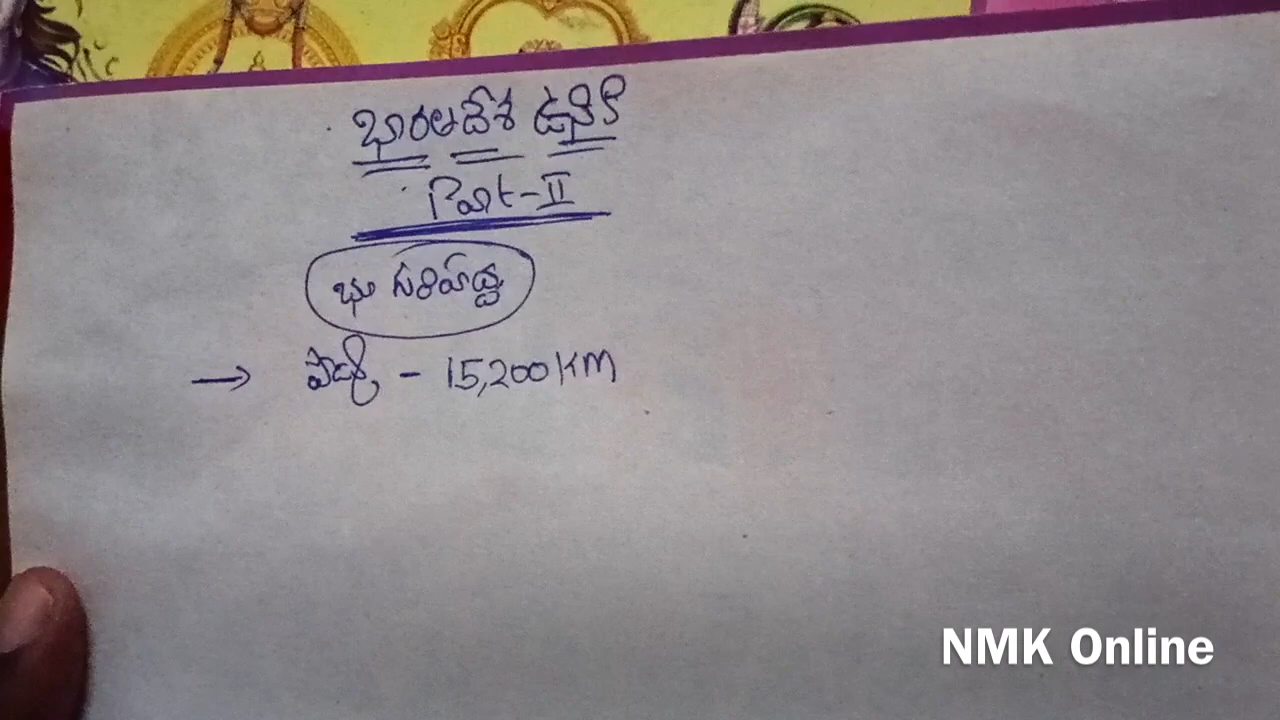 భారతదేశ ఉనికి
Part-II
భూ సరిహద్దు
→ పొడవు - 15,200 KM
NMK Online